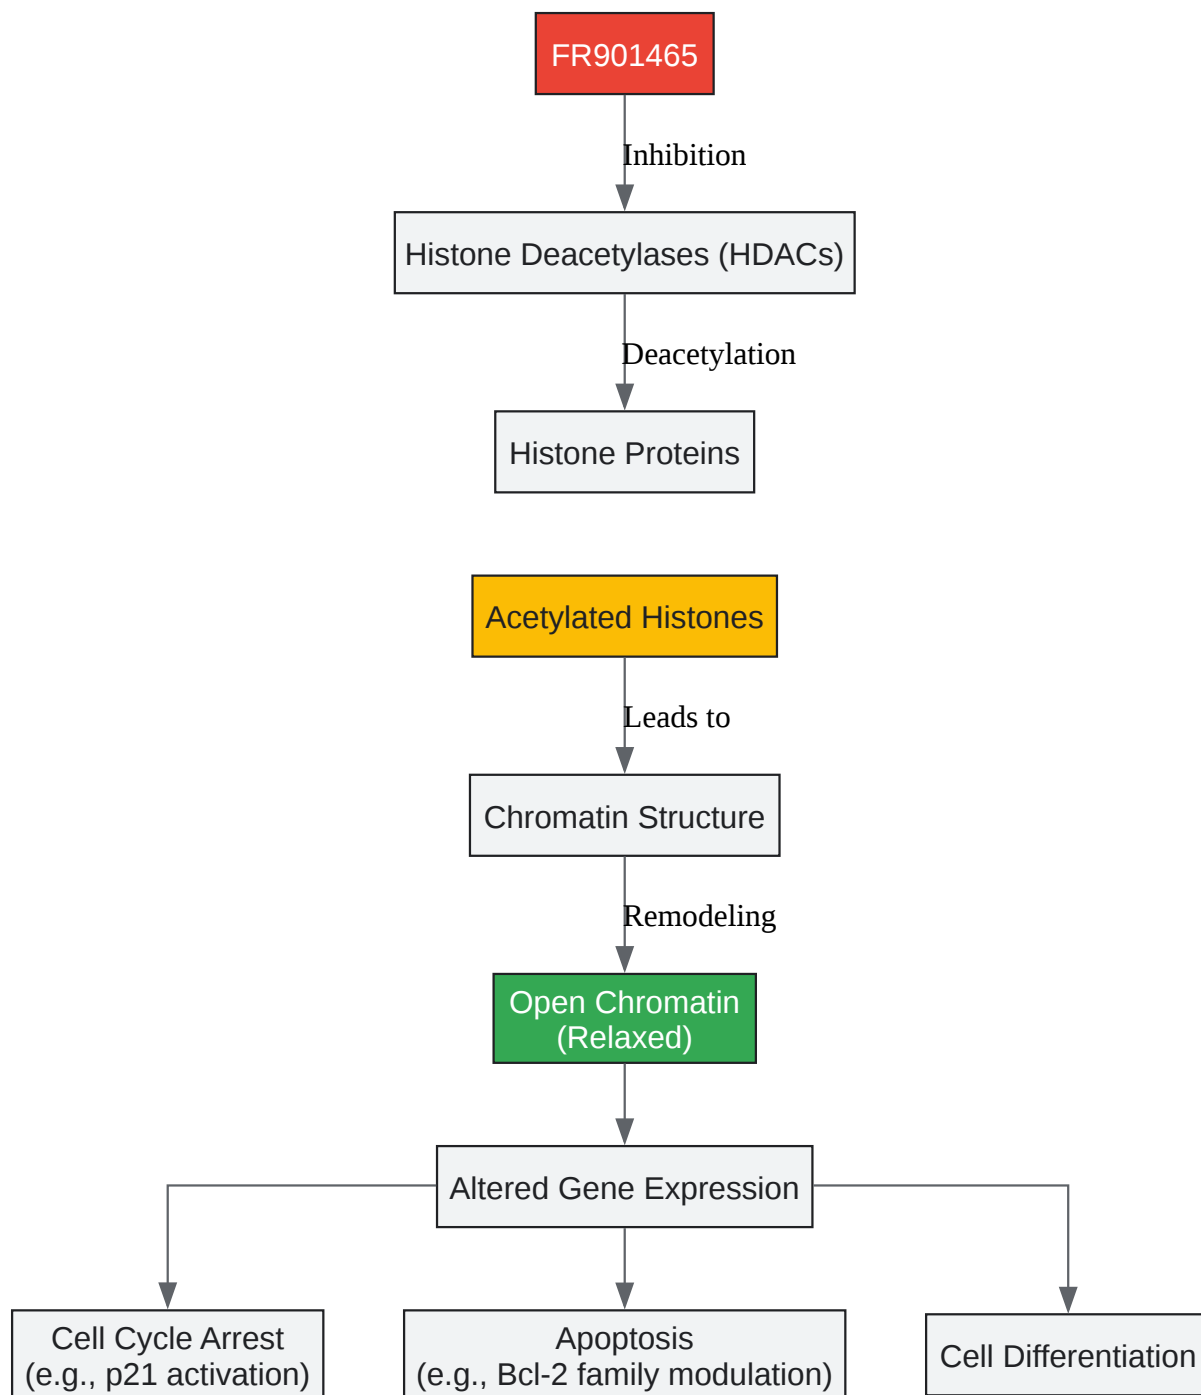 FR901465
Inhibition
Histone Deacetylases (HDACs)
Deacetylation
Histone Proteins
Acetylated Histones
Leads to
Chromatin Structure
Remodeling
Open Chromatin
(Relaxed)
Altered Gene Expression
Cell Cycle Arrest
(e.g., p21 activation)
Apoptosis
(e.g., Bcl-2 family modulation)
Cell Differentiation